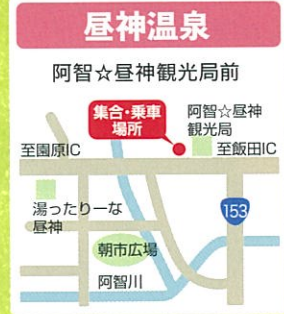 昼神温泉
阿智☆昼神観光局前
集合・乗車
場所
阿智☆昼神
観光局
至園原IC
至飯田IC
湯ったりーな
昼神
153
朝市広場
阿智川